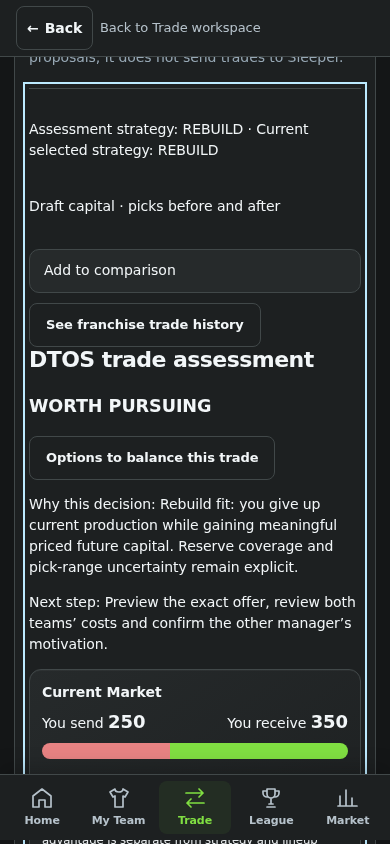 ← Back
Back to Trade workspace
proposals; it does not send trades to Sleeper.
Assessment strategy: REBUILD · Current
selected strategy: REBUILD
Draft capital · picks before and after
Add to comparison
See franchise trade history
DTOS trade assessment
WORTH PURSUING
Options to balance this trade
Why this decision: Rebuild fit: you give up
current production while gaining meaningful
priced future capital. Reserve coverage and
pick-range uncertainty remain explicit.
Next step: Preview the exact offer, review both
teams’ costs and confirm the other manager’s
motivation.
Current Market
You send 250
You receive 350
Home
My Team
Trade
League
Market
advantage is separate from strategy and lineup